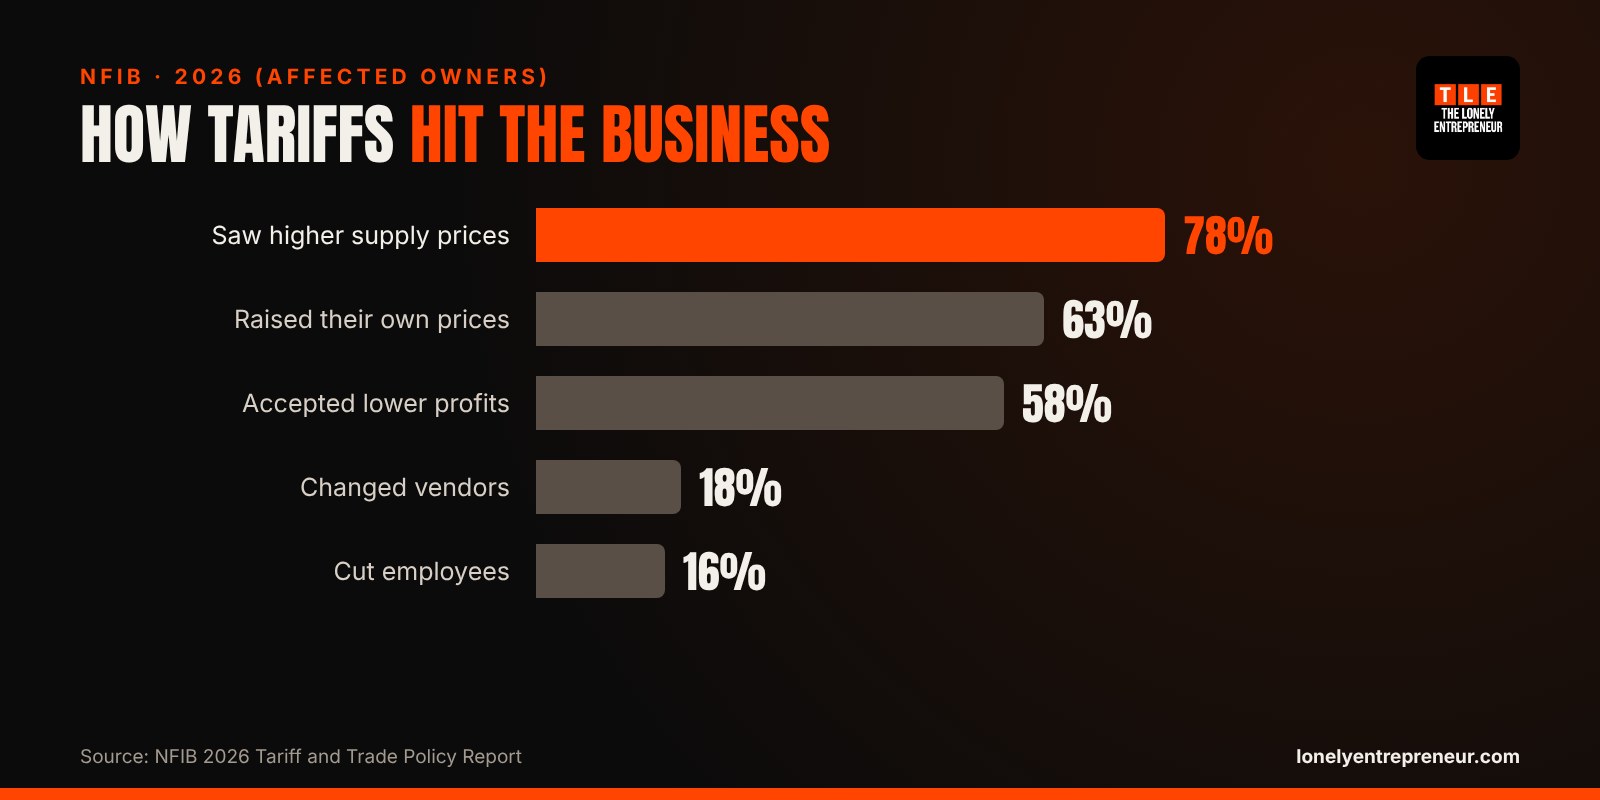 NFIB · 2026 (AFFECTED OWNERS)
HOW TARIFFS HIT THE BUSINESS
TLE
THE LONELY
ENTREPRENEUR
Saw higher supply prices 78%
Raised their own prices 63%
Accepted lower profits 58%
Changed vendors 18%
Cut employees 16%
Source: NFIB 2026 Tariff and Trade Policy Report
lonelyentrepreneur.com